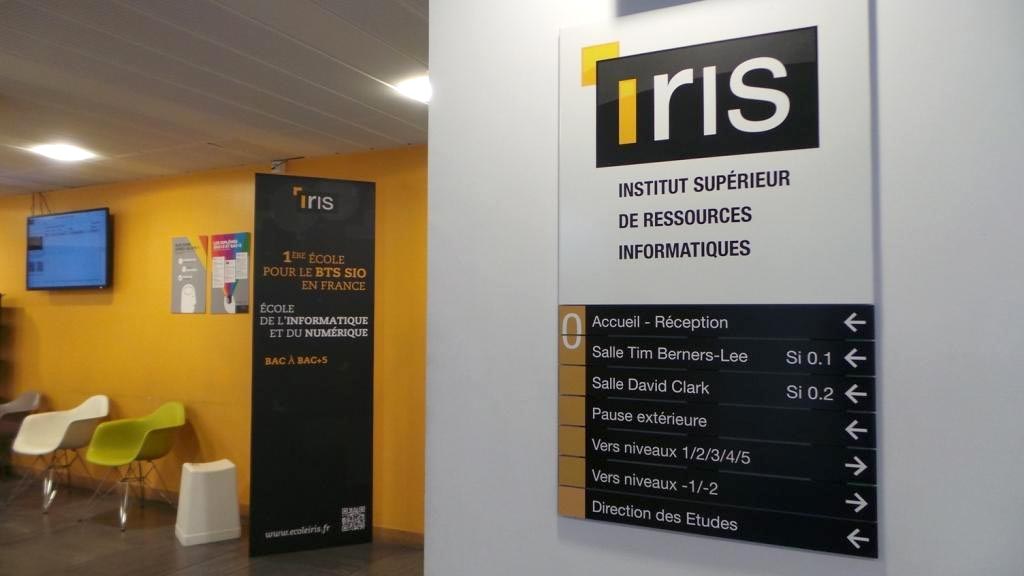 iris
1ÈRE ÉCOLE
POUR LE BTS SIO
EN FRANCE
ÉCOLE
DE L'INFORMATIQUE
ET DU NUMÉRIQUE
BAC À BAC+5
www.ecoleiris.fr
iris
INSTITUT SUPÉRIEUR
DE RESSOURCES
INFORMATIQUES
0 Accueil - Réception ←
Salle Tim Berners-Lee Si 0.1 ←
Salle David Clark Si 0.2 ←
Pause extérieure ←
Vers niveaux 1/2/3/4/5 →
Vers niveaux -1/-2 →
Direction des Etudes ←